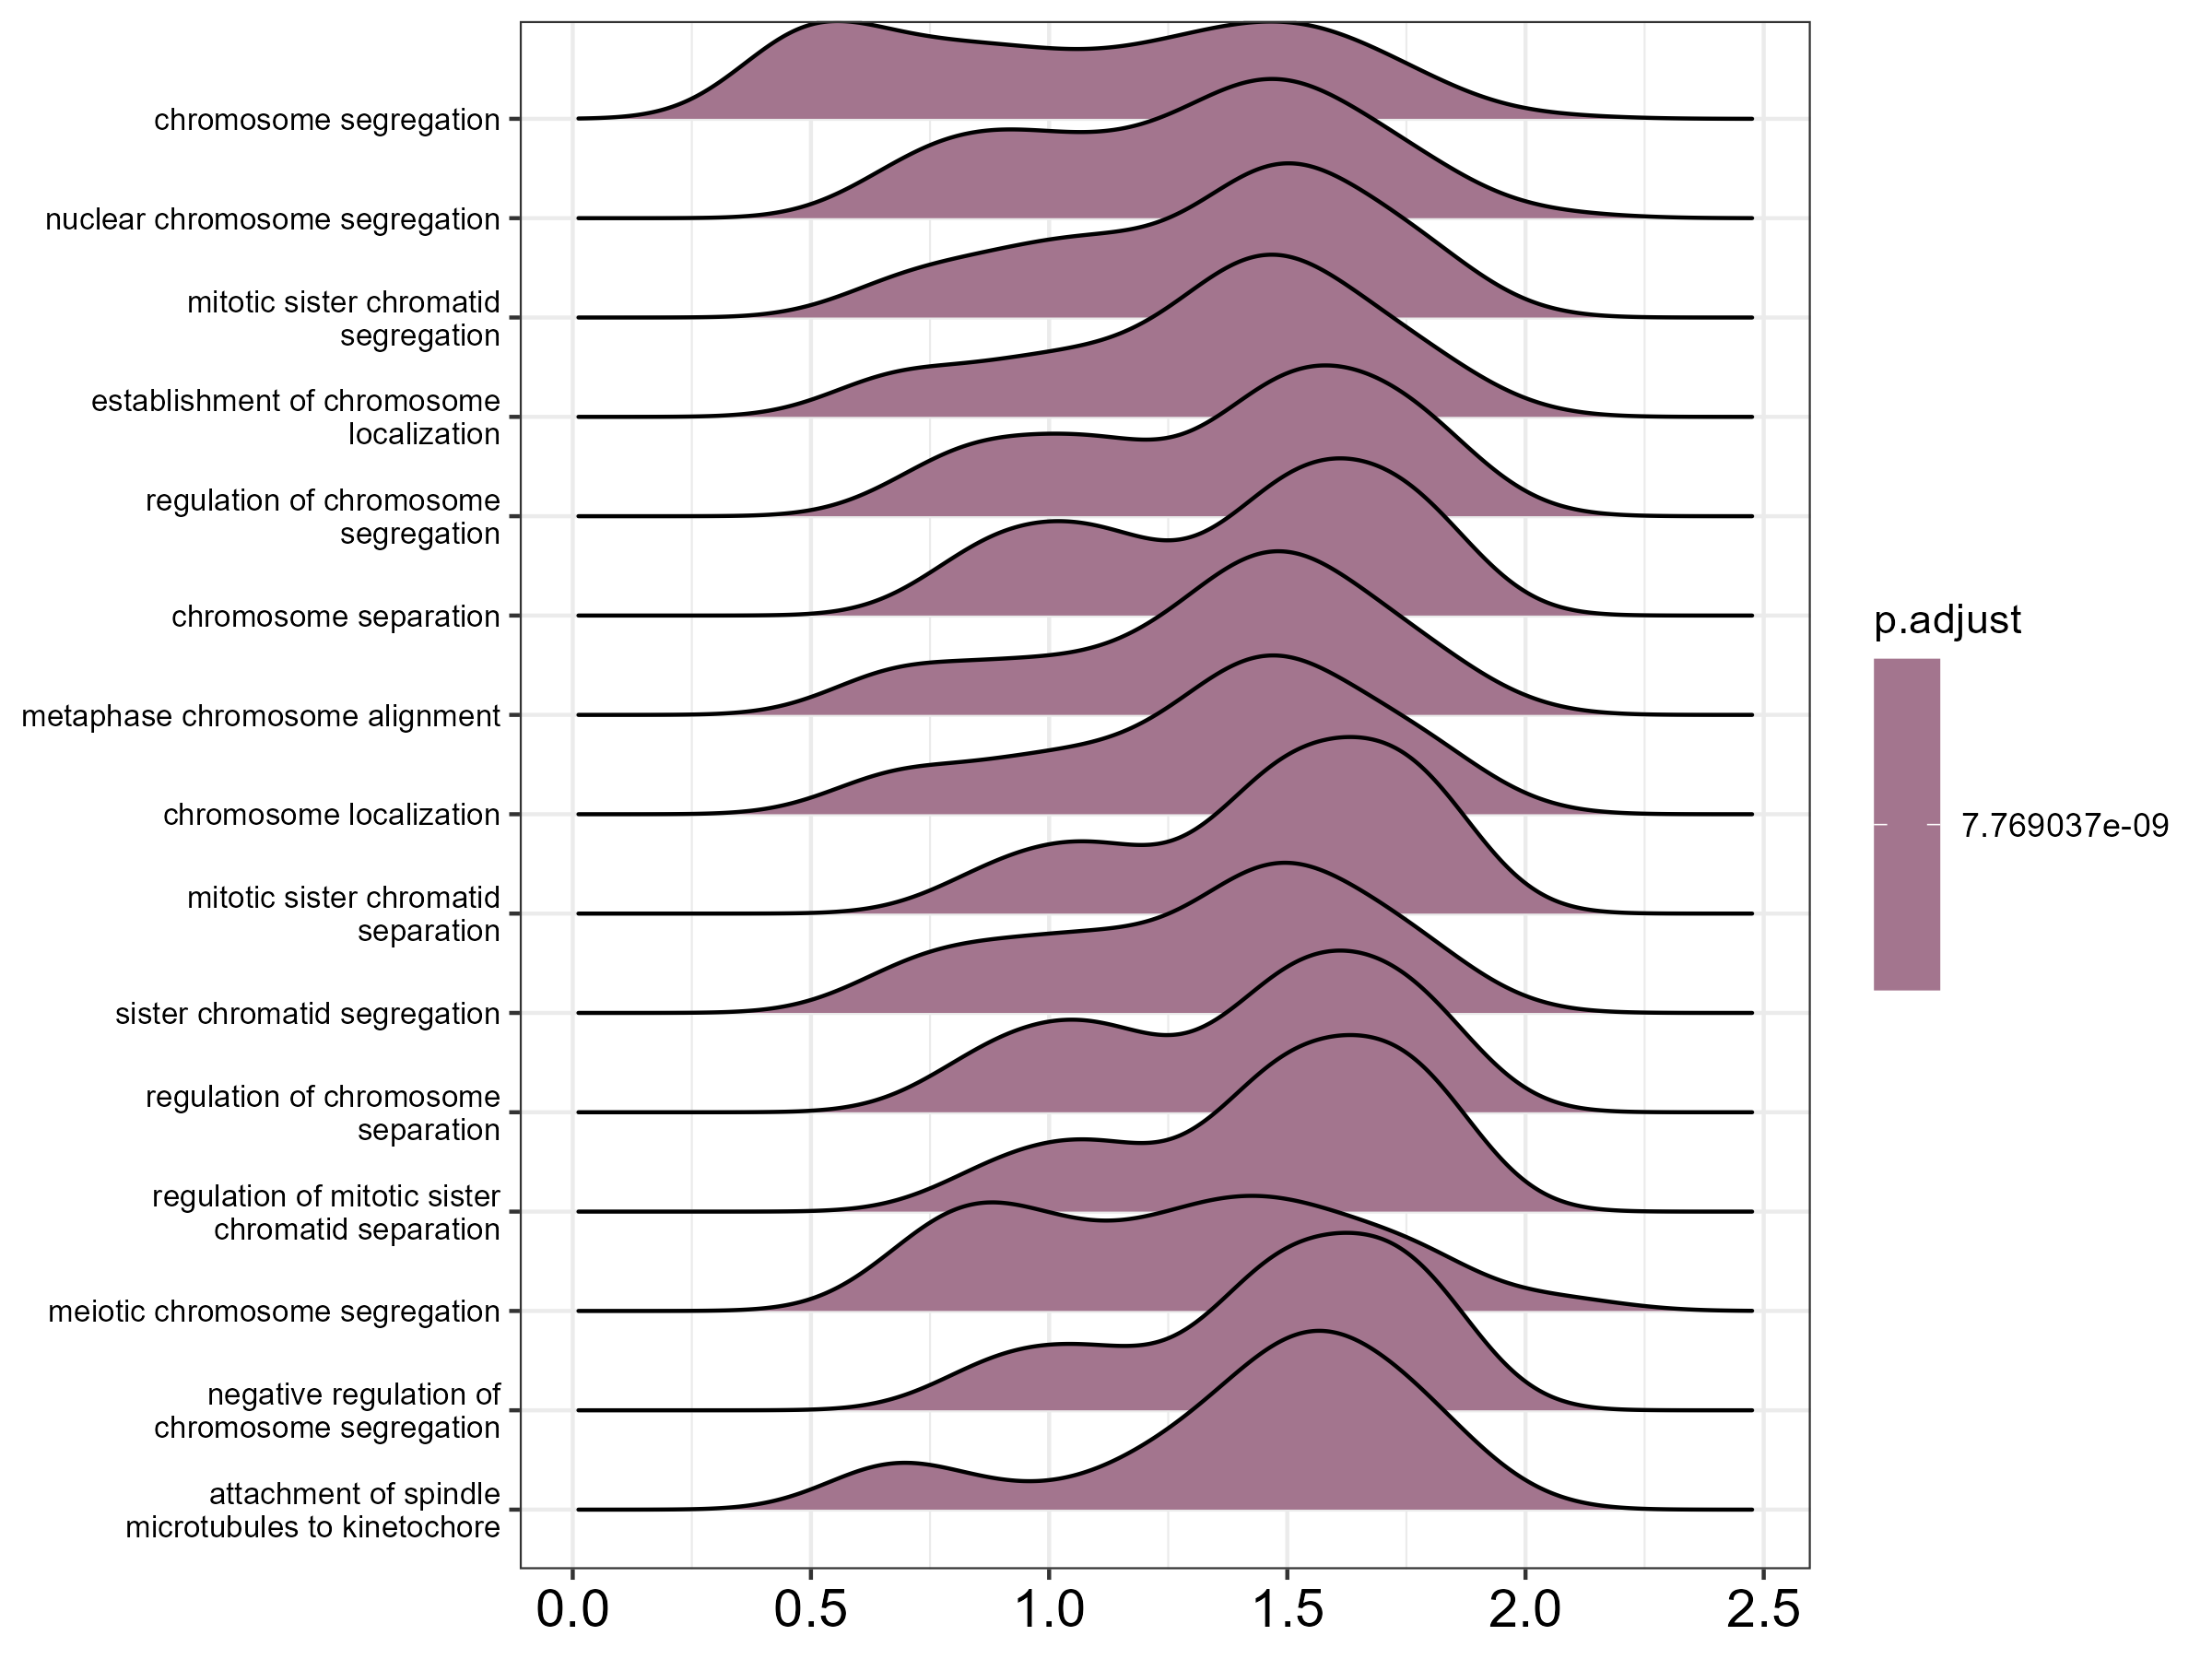 chromosome segregation
nuclear chromosome segregation
mitotic sister chromatid
segregation
establishment of chromosome
localization
regulation of chromosome
segregation
chromosome separation
metaphase chromosome alignment
chromosome localization
mitotic sister chromatid
separation
sister chromatid segregation
regulation of chromosome
separation
regulation of mitotic sister
chromatid separation
meiotic chromosome segregation
negative regulation of
chromosome segregation
attachment of spindle
microtubules to kinetochore
0.0 0.5 1.0 1.5 2.0 2.5
p.adjust
7.769037e-09